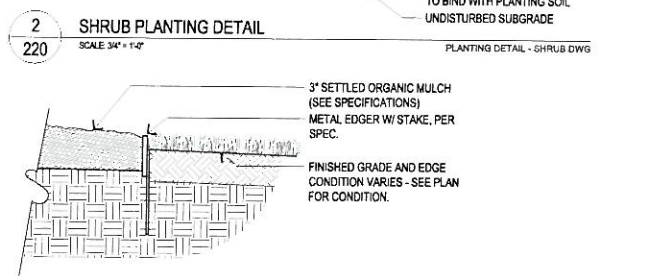 TO BIND WITH PLANTING SOIL
UNDISTURBED SUBGRADE
2
220
SHRUB PLANTING DETAIL
SCALE 3/4" = 1'-0"
PLANTING DETAIL - SHRUB DWG
3" SETTLED ORGANIC MULCH
(SEE SPECIFICATIONS)
METAL EDGER W/ STAKE, PER
SPEC.
FINISHED GRADE AND EDGE
CONDITION VARIES - SEE PLAN
FOR CONDITION.